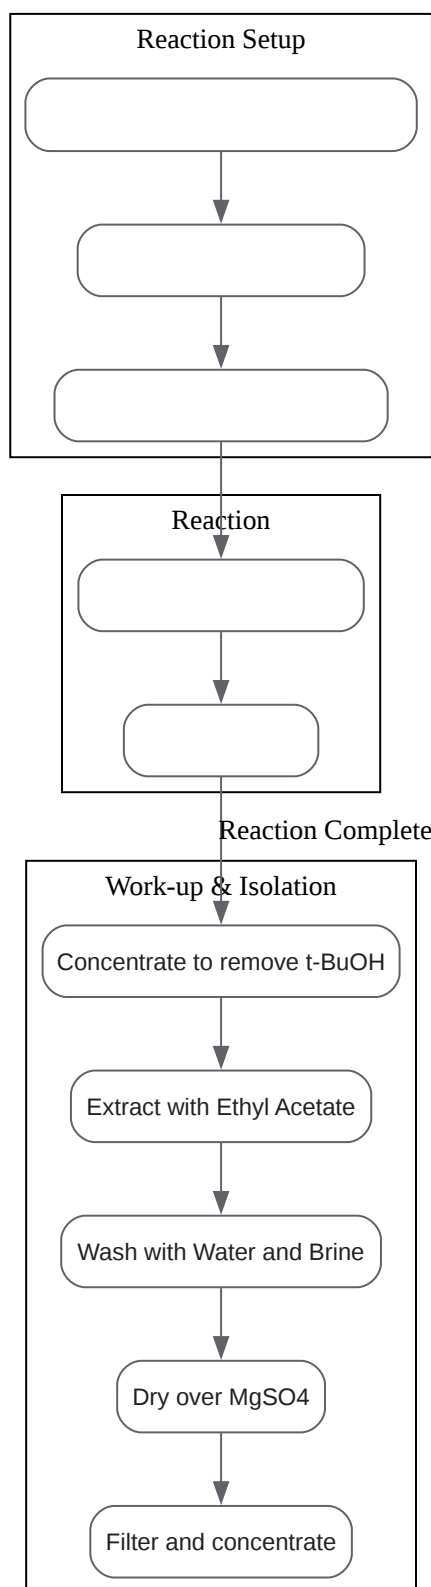 Reaction Setup
Reaction
Reaction Complete
Work-up & Isolation
Concentrate to remove t-BuOH
Extract with Ethyl Acetate
Wash with Water and Brine
Dry over MgSO4
Filter and concentrate